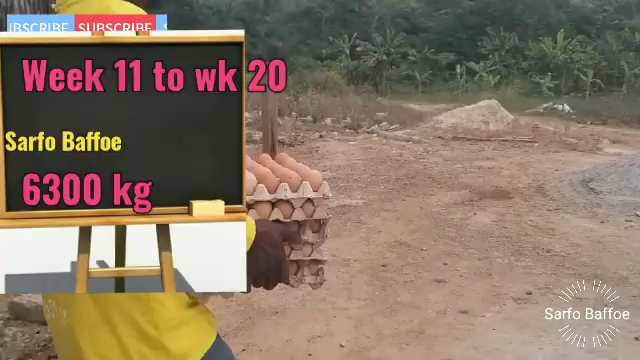 SUBSCRIBE SUBSCRIBE S
Week 11 to wk 20
Sarfo Baffoe
6300 kg
Sarfo Baffoe